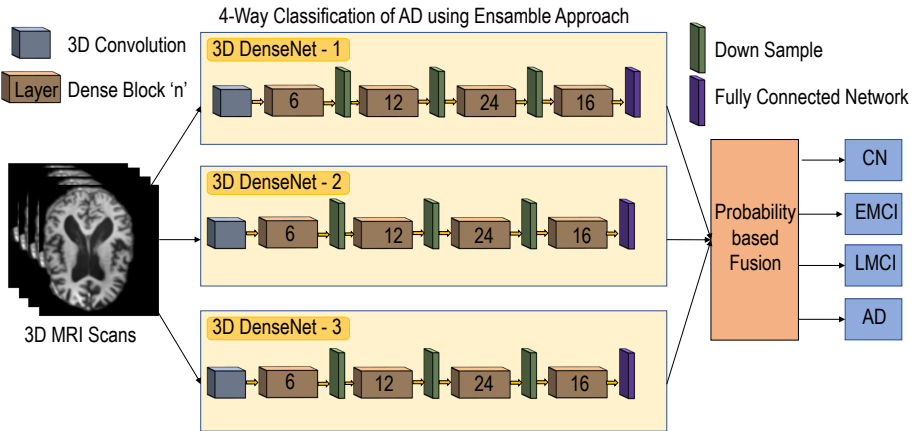 4-Way Classification of AD using Ensamble Approach
3D Convolution
Layer
Dense Block 'n'
Down Sample
Fully Connected Network
3D DenseNet - 1
6
12
24
16
3D DenseNet - 2
6
12
24
16
3D DenseNet - 3
6
12
24
16
3D MRI Scans
Probability
based
Fusion
CN
EMCI
LMCI
AD